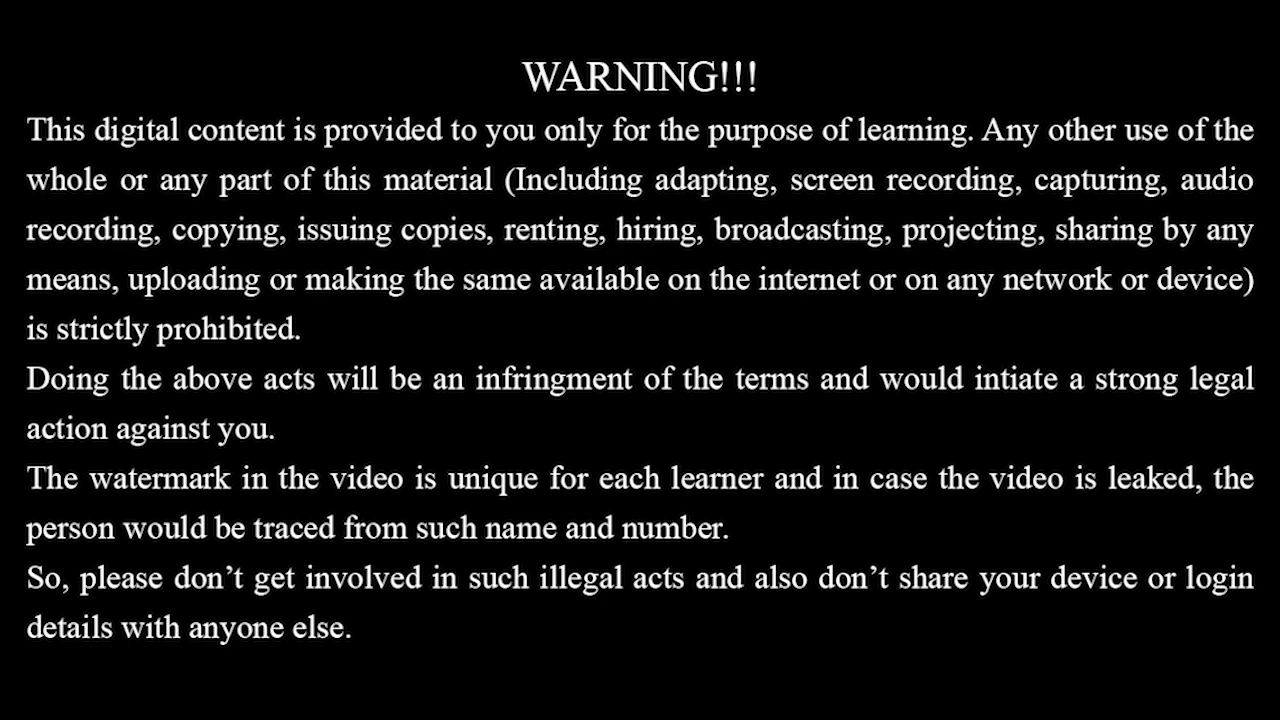 WARNING!!!
This digital content is provided to you only for the purpose of learning. Any other use of the
whole or any part of this material (Including adapting, screen recording, capturing, audio
recording, copying, issuing copies, renting, hiring, broadcasting, projecting, sharing by any
means, uploading or making the same available on the internet or on any network or device)
is strictly prohibited.
Doing the above acts will be an infringment of the terms and would intiate a strong legal
action against you.
The watermark in the video is unique for each learner and in case the video is leaked, the
person would be traced from such name and number.
So, please don’t get involved in such illegal acts and also don’t share your device or login
details with anyone else.